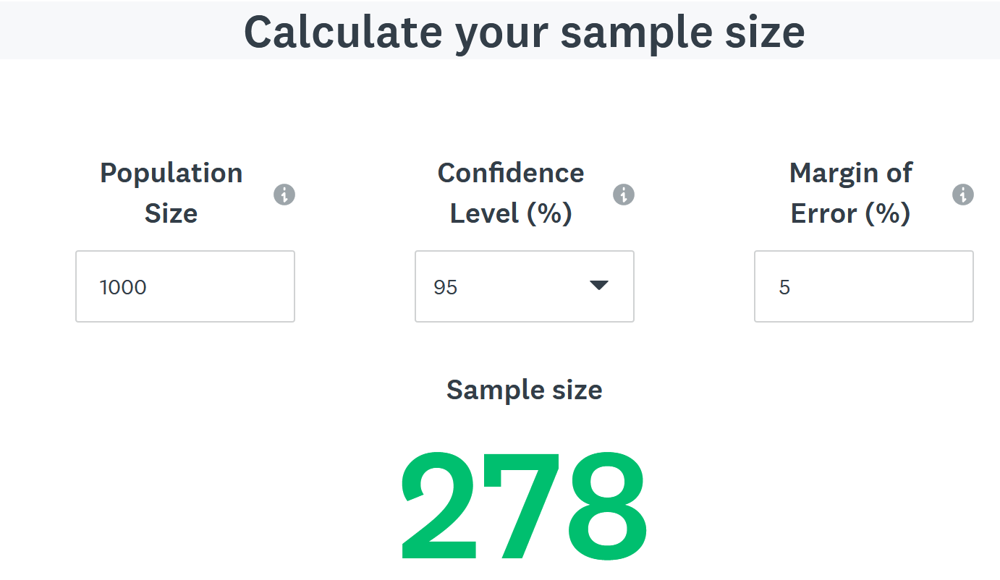 Calculate your sample size
Population
Size
Confidence
Level (%)
Margin of
Error (%)
1000
95
5
Sample size
278